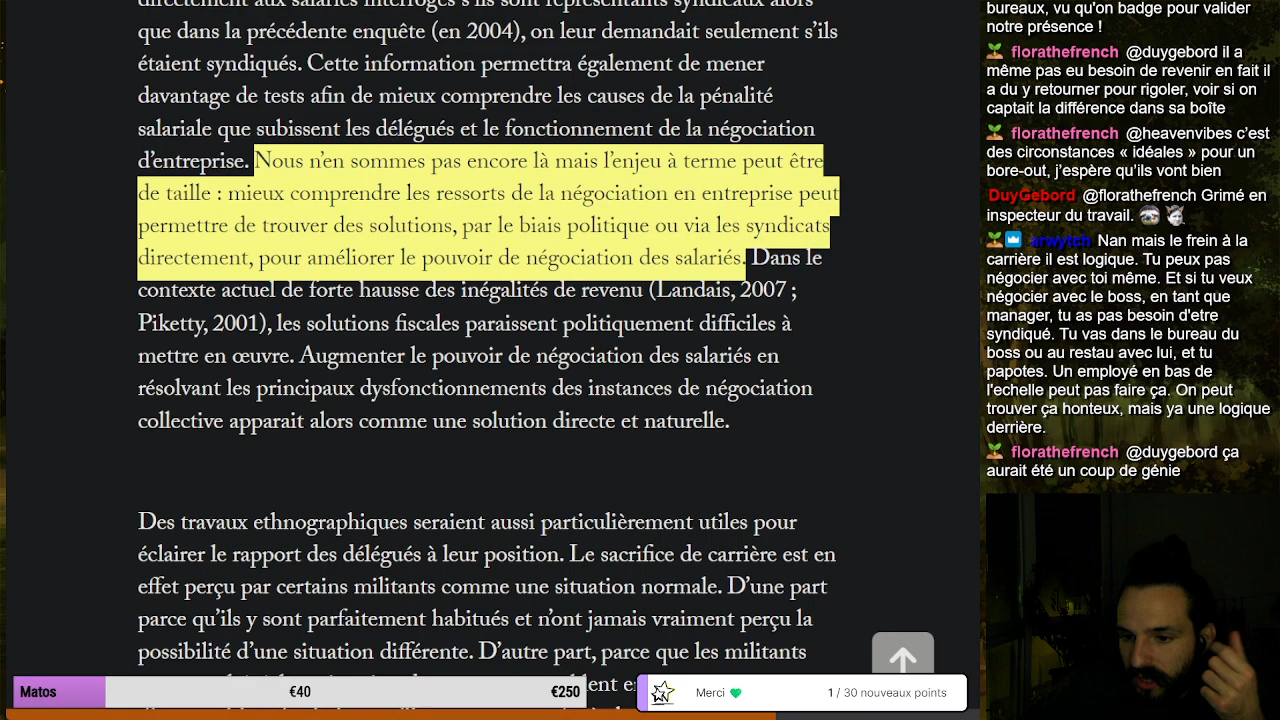 directement aux salariés interrogés s'ils sont représentants syndicaux alors
que dans la précédente enquête (en 2004), on leur demandait seulement s'ils
étaient syndiqués. Cette information permettra également de mener
davantage de tests afin de mieux comprendre les causes de la pénalité
salariale que subissent les délégués et le fonctionnement de la négociation
d'entreprise. Nous n'en sommes pas encore là mais l'enjeu à terme peut être
de taille : mieux comprendre les ressorts de la négociation en entreprise peut
permettre de trouver des solutions, par le biais politique ou via les syndicats
directement, pour améliorer le pouvoir de négociation des salariés. Dans le
contexte actuel de forte hausse des inégalités de revenu (Landais, 2007 ;
Piketty, 2001), les solutions fiscales paraissent politiquement difficiles à
mettre en œuvre. Augmenter le pouvoir de négociation des salariés en
résolvant les principaux dysfonctionnements des instances de négociation
collective apparait alors comme une solution directe et naturelle.
Des travaux ethnographiques seraient aussi particulièrement utiles pour
éclairer le rapport des délégués à leur position. Le sacrifice de carrière est en
effet perçu par certains militants comme une situation normale. D'une part
parce qu'ils y sont parfaitement habitués et n'ont jamais vraiment perçu la
possibilité d'une situation différente. D'autre part, parce que les militants
Matos
€40
€250
Merci
1 / 30 nouveaux points
bureaux, vu qu'on badge pour valider
notre présence !
florathefrench @duygebord il a
même pas eu besoin de revenir en fait il
a du y retourner pour rigoler, voir si on
captait la différence dans sa boîte
florathefrench @heavenvibes c'est
des circonstances « idéales » pour un
bore-out, j'espère qu'ils vont bien
DuyGebord @florathefrench Grimé en
inspecteur du travail.
arwytch Nan mais le frein à la
carrière il est logique. Tu peux pas
négocier avec toi même. Et si tu veux
négocier avec le boss, en tant que
manager, tu as pas besoin d'etre
syndiqué. Tu vas dans le bureau du
boss ou au restau avec lui, et tu
papotes. Un employé en bas de
l'echelle peut pas faire ça. On peut
trouver ça honteux, mais ya une logique
derrière.
florathefrench @duygebord ça
aurait été un coup de génie